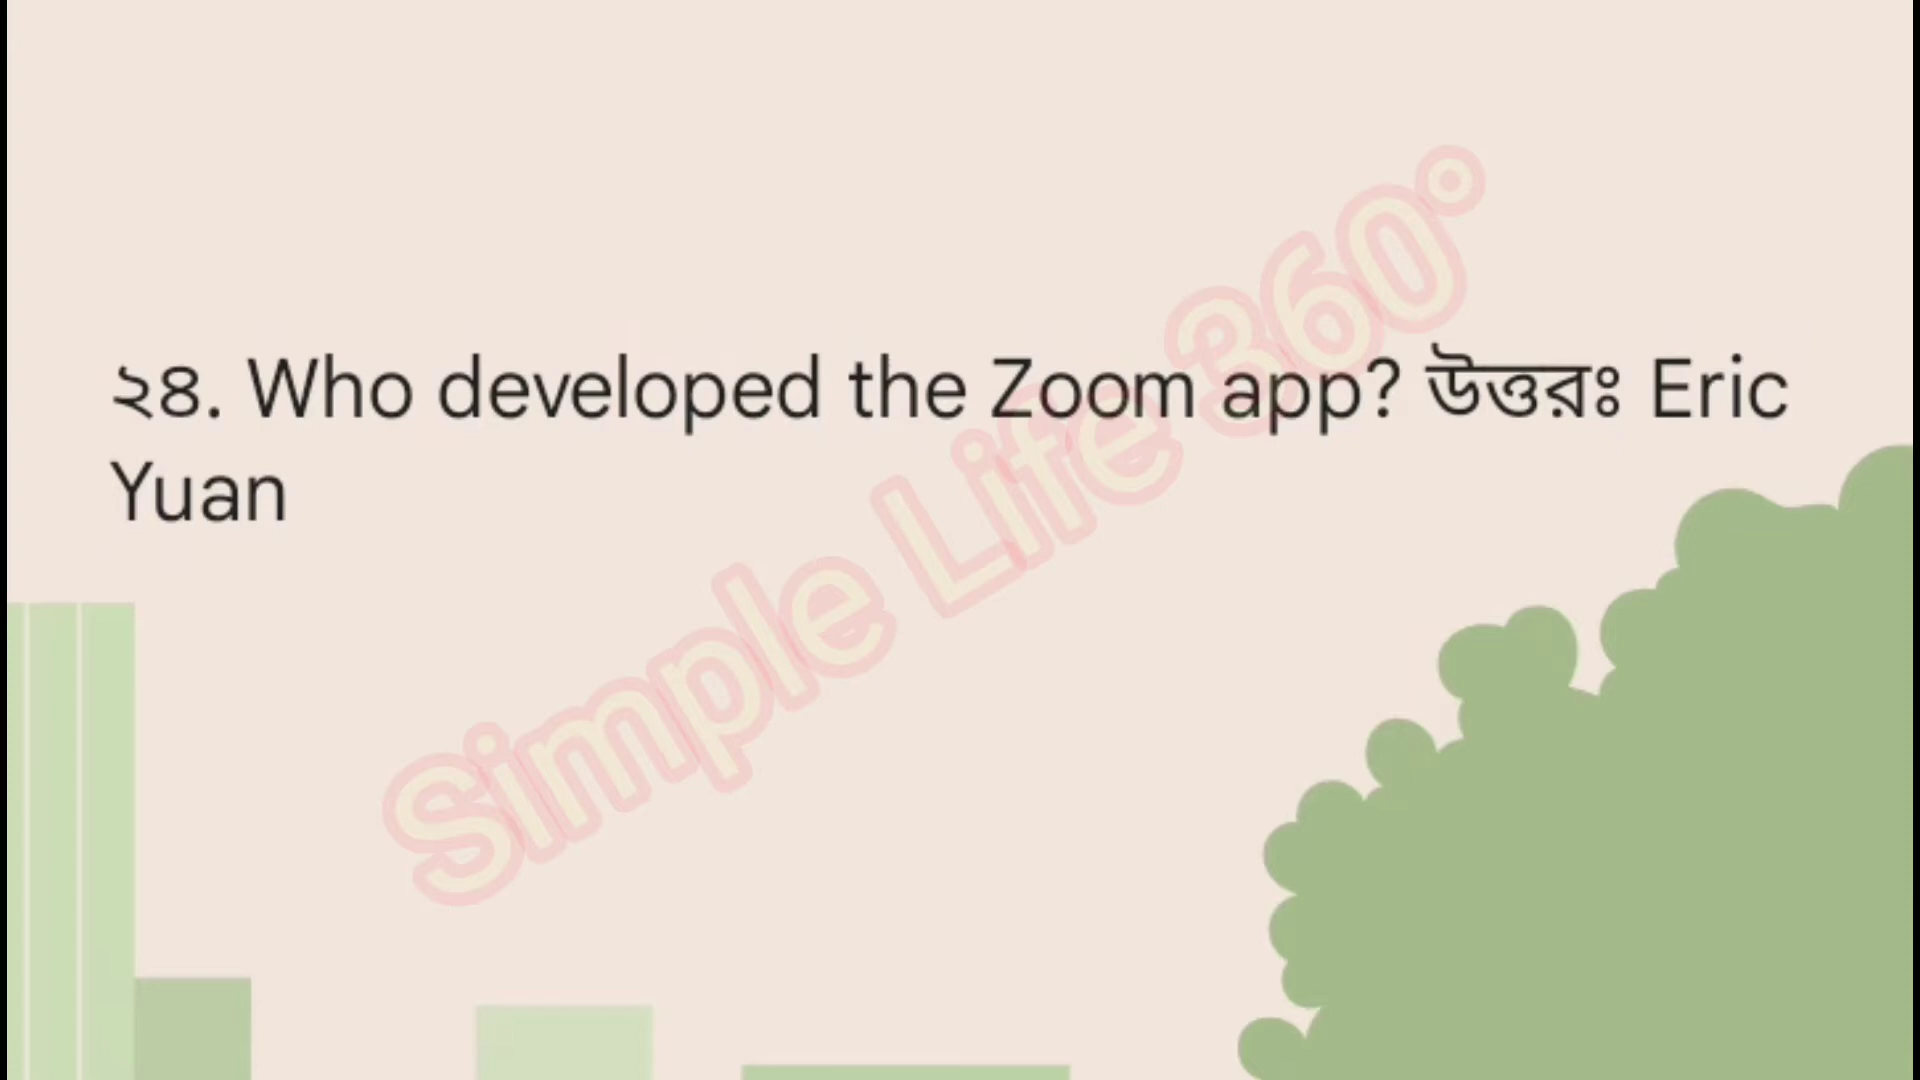 ২৪. Who developed the Zoom app? উত্তরঃ Eric
Yuan
Simple Life 360°